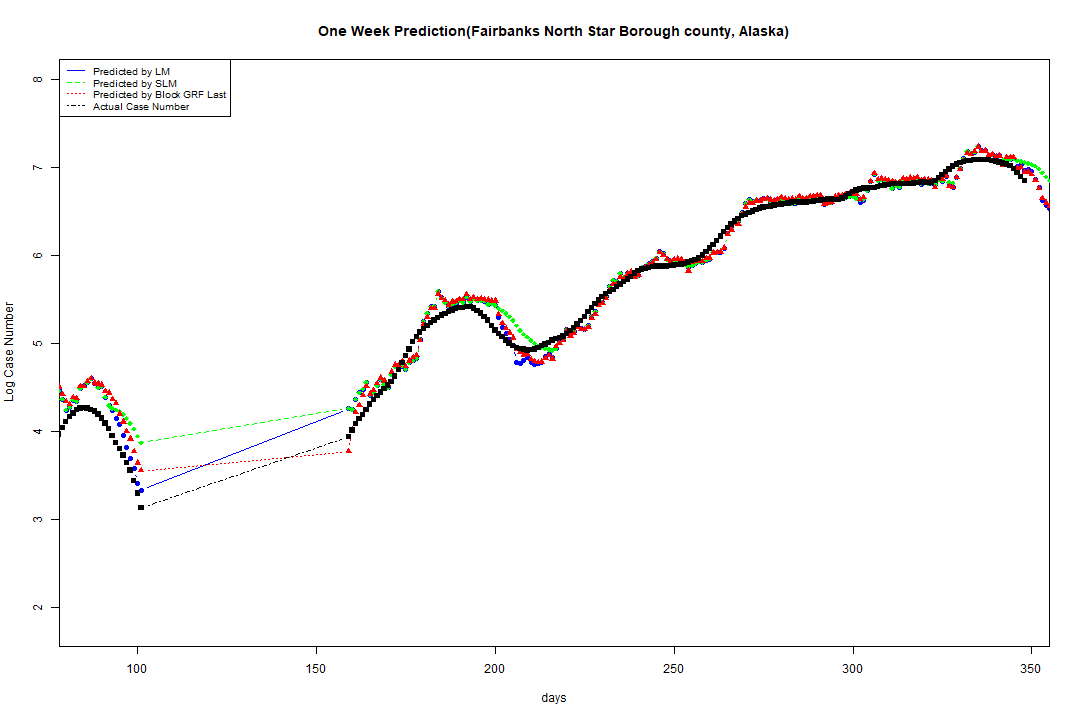 One Week Prediction(Fairbanks North Star Borough county, Alaska)
Predicted by LM
Predicted by SLM
Predicted by Block GRF Last
Actual Case Number
Log Case Number
8
7
6
5
4
3
2
100 150 200 250 300 350
days